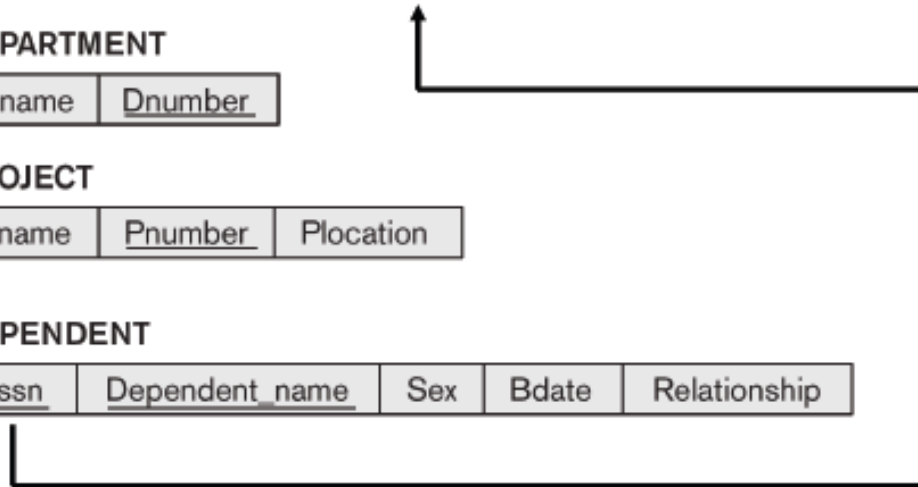 PARTMENT
name Dnumber
OJECT
name Pnumber Plocation
PENDENT
ssn Dependent_name Sex Bdate Relationship